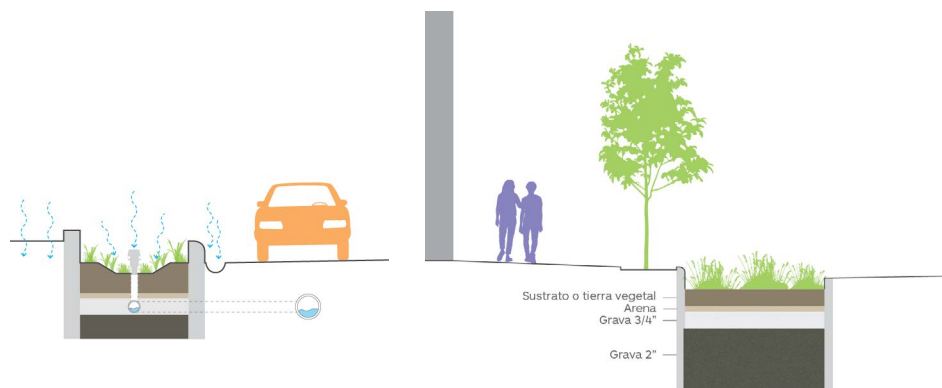 Sustrato o tierra vegetal
Arena
Grava 3/4"
Grava 2"